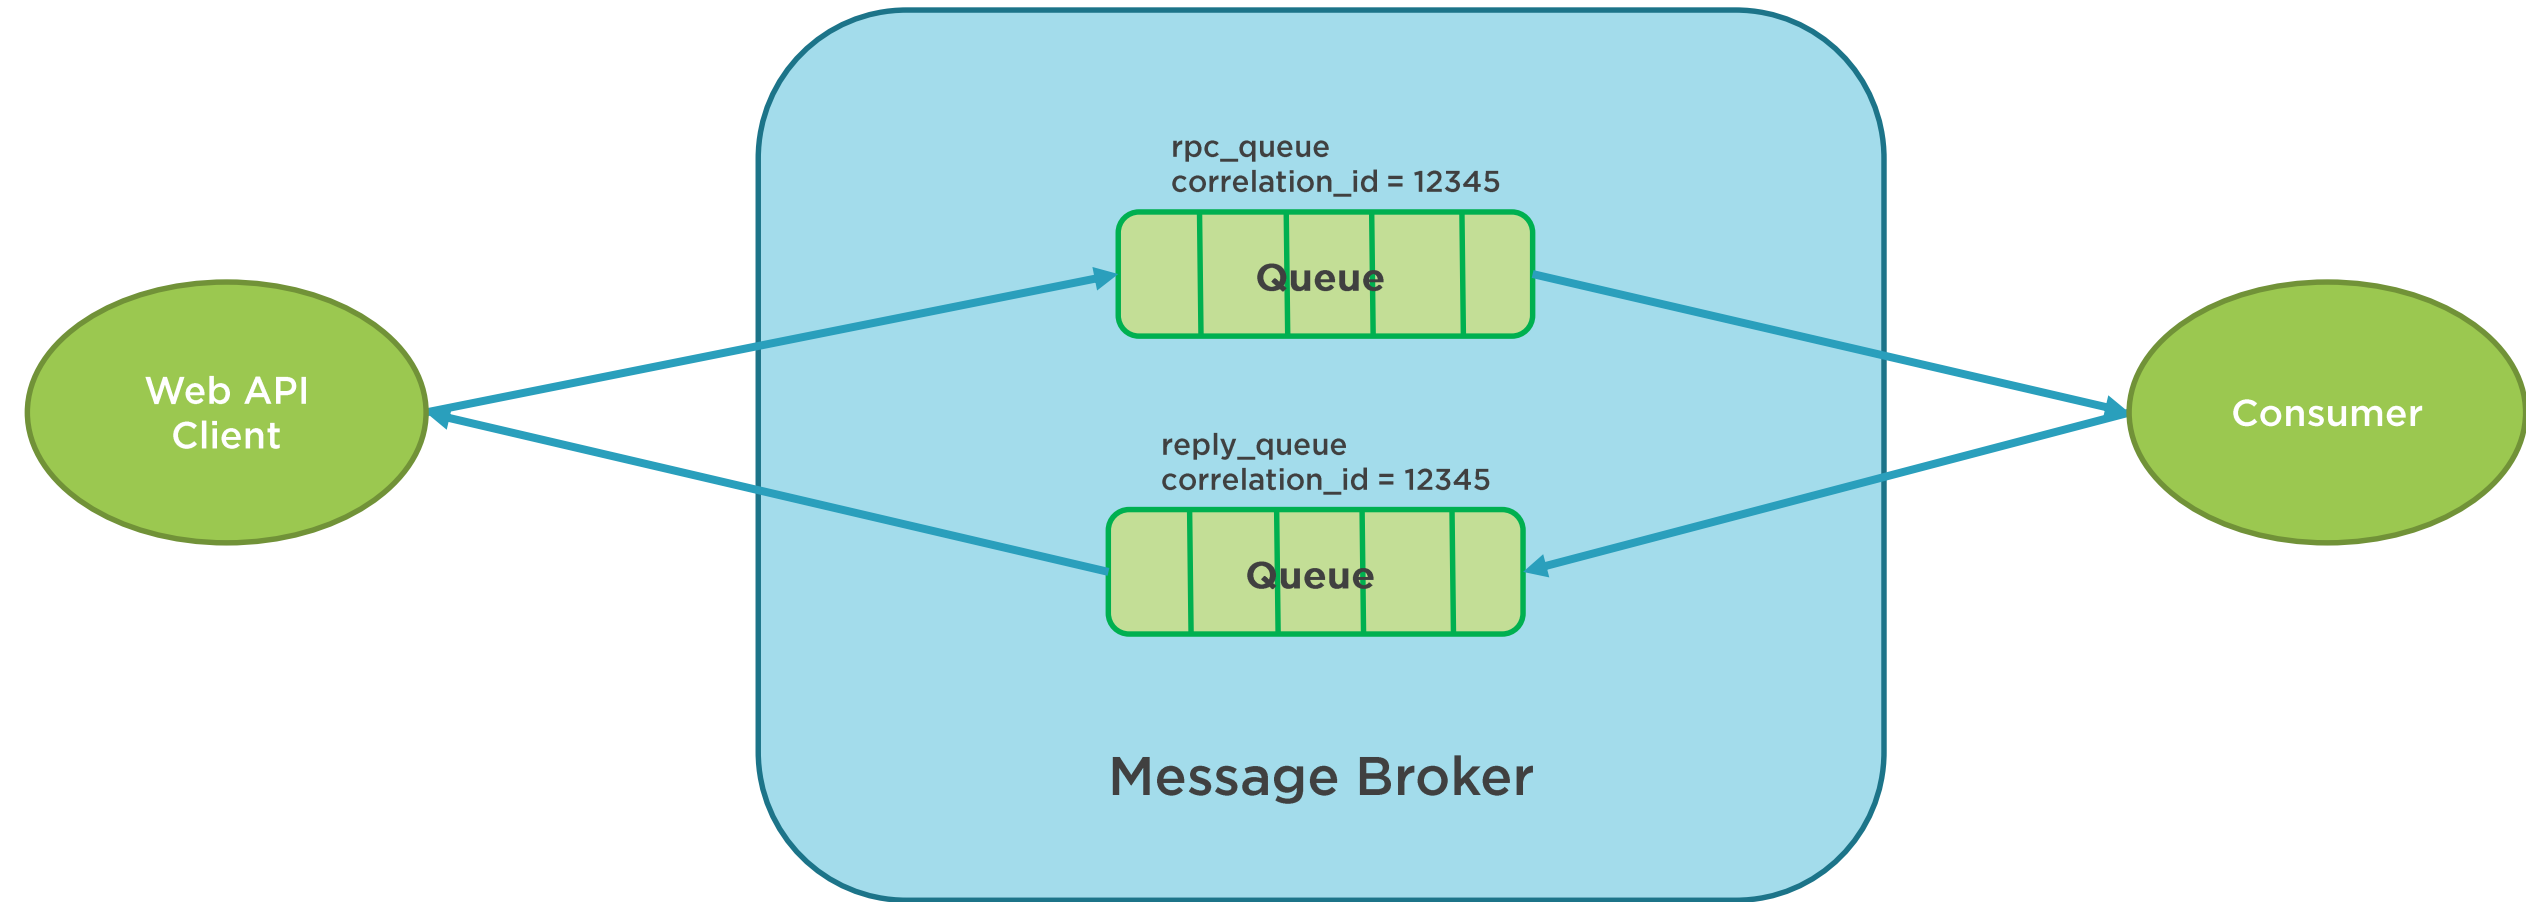 rpc_queue
correlation_id = 12345
Queue
Web API
Client
Consumer
reply_queue
correlation_id = 12345
Queue
Message Broker